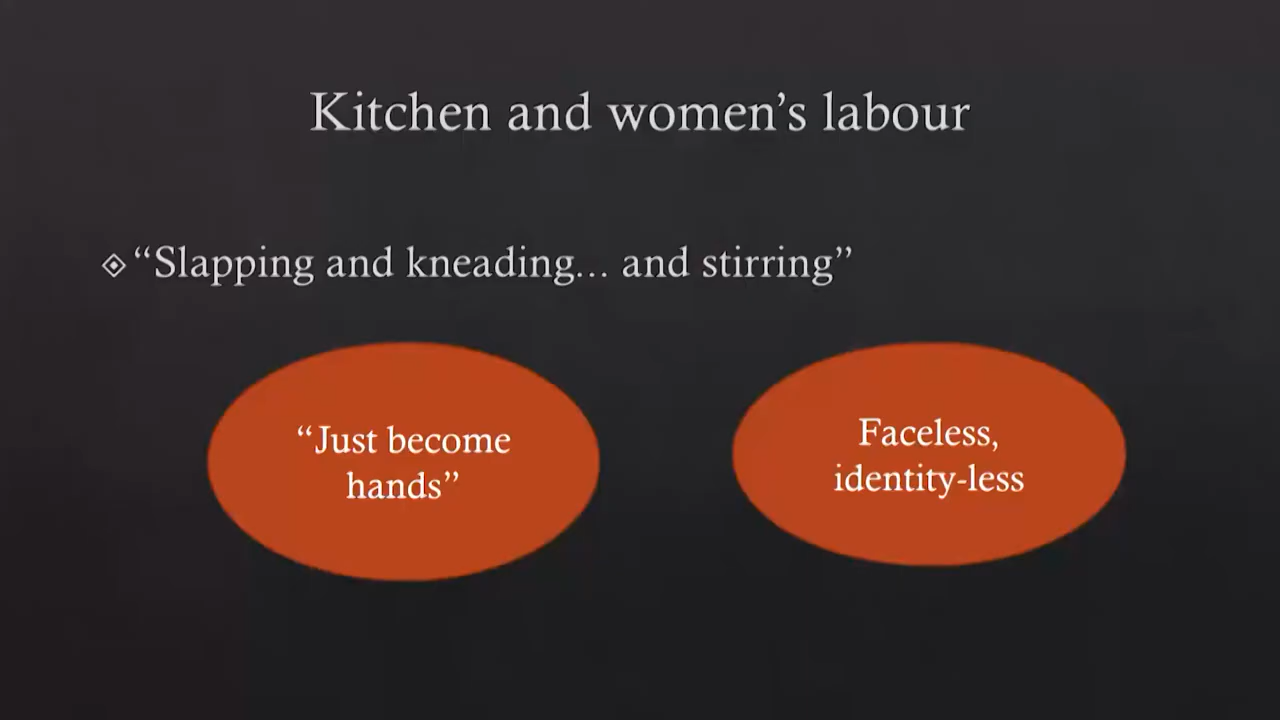 Kitchen and women’s labour
“Slapping and kneading… and stirring”
“Just become
hands”
Faceless,
identity-less